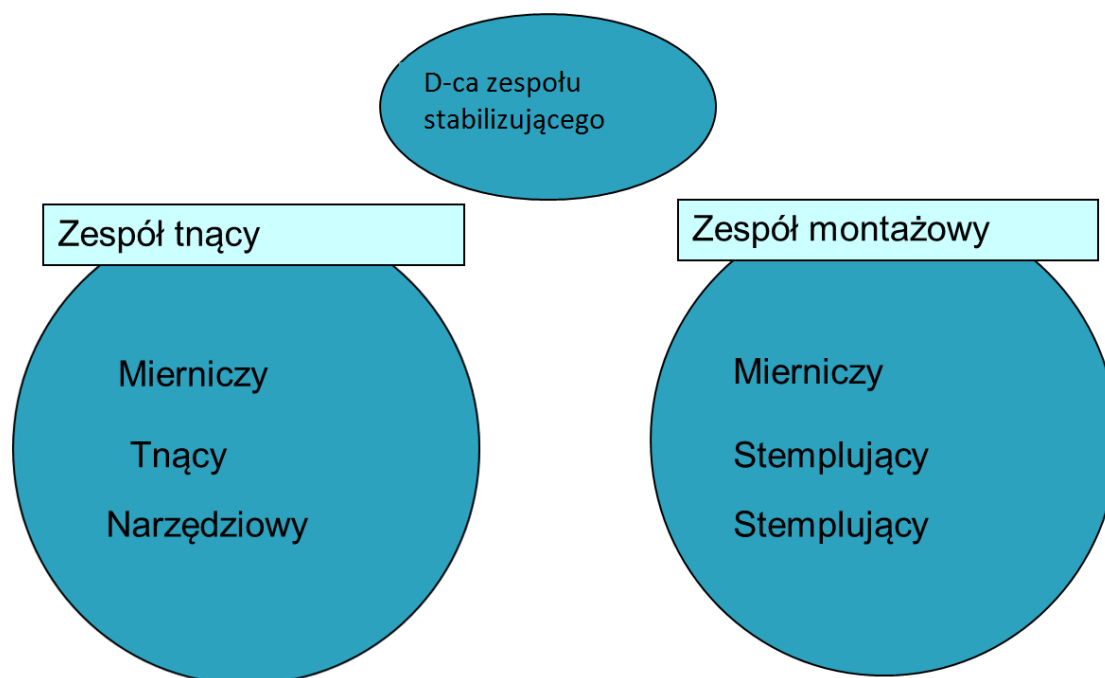 D-ca zespołu
stabilizującego
Zespół tnący
Mierniczy
Tnący
Narzędziowy
Zespół montażowy
Mierniczy
Stemplujący
Stemplujący